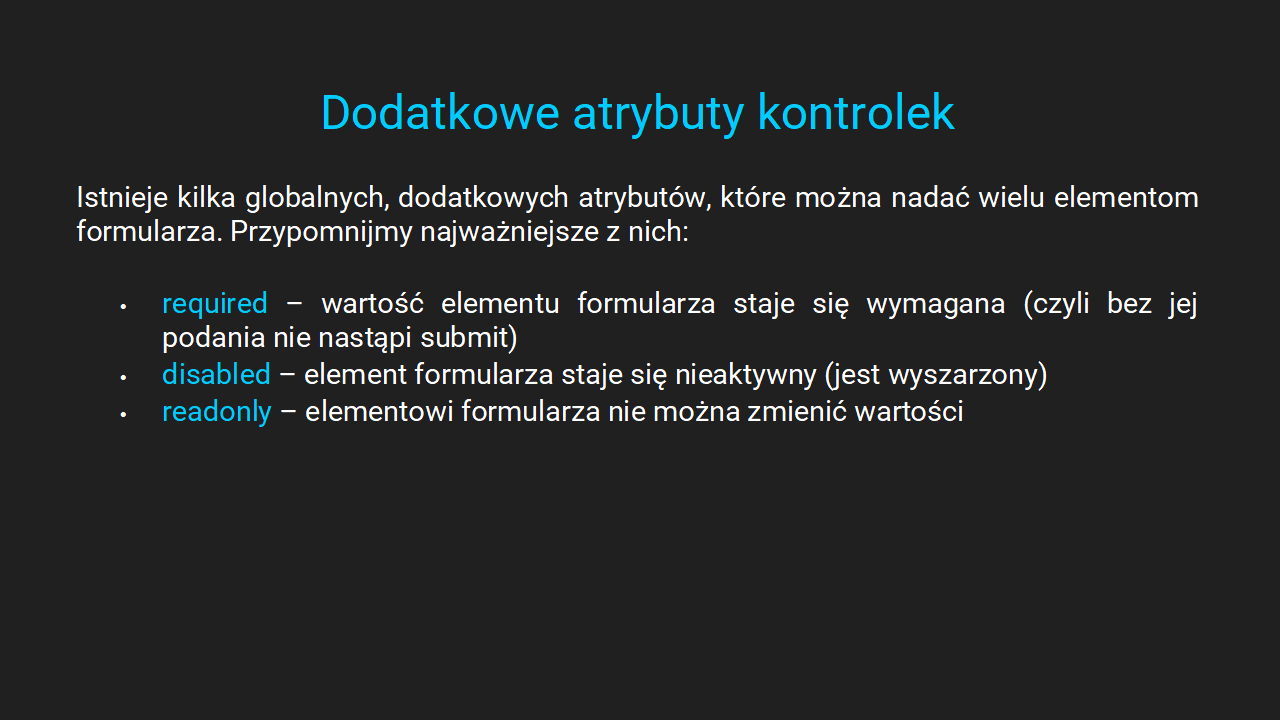 Dodatkowe atrybuty kontrolek
Istnieje kilka globalnych, dodatkowych atrybutów, które można nadać wielu elementom
formularza. Przypomnijmy najważniejsze z nich:
• required – wartość elementu formularza staje się wymagana (czyli bez jej
podania nie nastąpi submit)
• disabled – element formularza staje się nieaktywny (jest wyszarzony)
• readonly – elementowi formularza nie można zmienić wartości